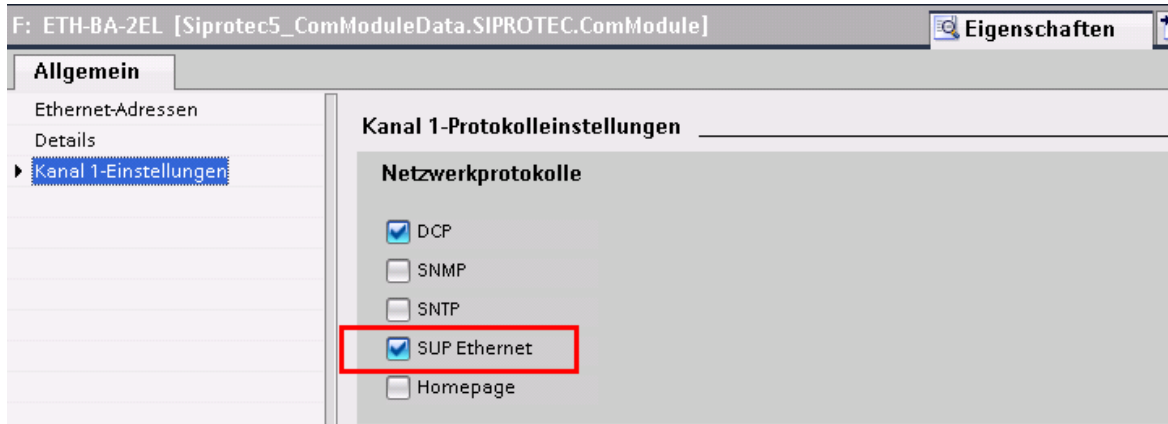 F: ETH-BA-2EL [Siprotec5_ComModuleData.SIPROTEC.ComModule]
Eigenschaften
Allgemein
Ethernet-Adressen
Details
Kanal 1-Einstellungen
Kanal 1-Protokolleinstellungen
Netzwerkprotokolle
DCP
SNMP
SNTP
SUP Ethernet
Homepage